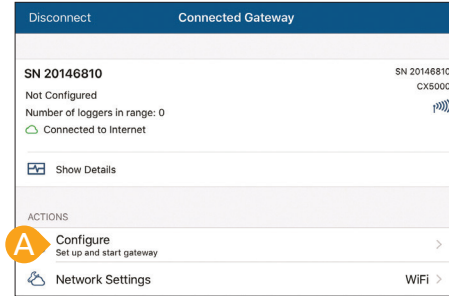 Disconnect Connected Gateway
SN 20146810 SN 20146810
Not Configured CX5000
Number of loggers in range: 0
Connected to Internet
Show Details
ACTIONS
A Configure
Set up and start gateway
Network Settings WiFi